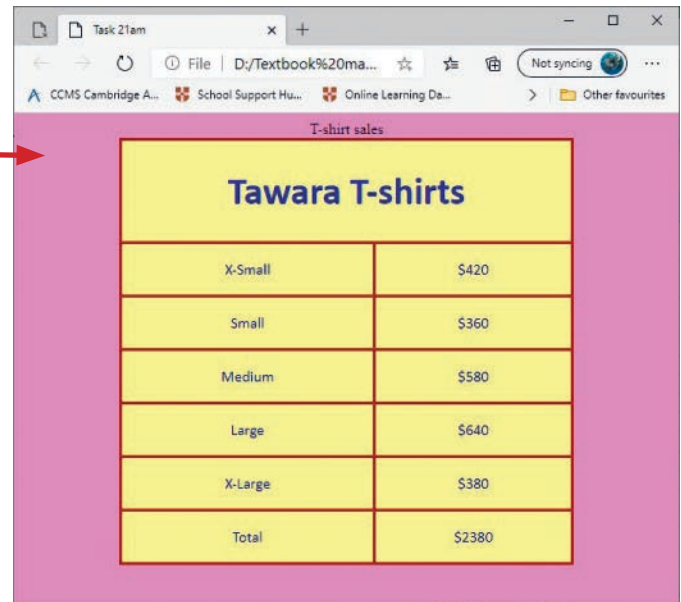 Task 21am
File | D:/Textbook%20ma... Not syncing ...
CCMS Cambridge A... School Support Hu... Online Learning Da... Other favourites
T-shirt sales
Tawara T-shirts
X-Small $420
Small $360
Medium $580
Large $640
X-Large $380
Total $2380